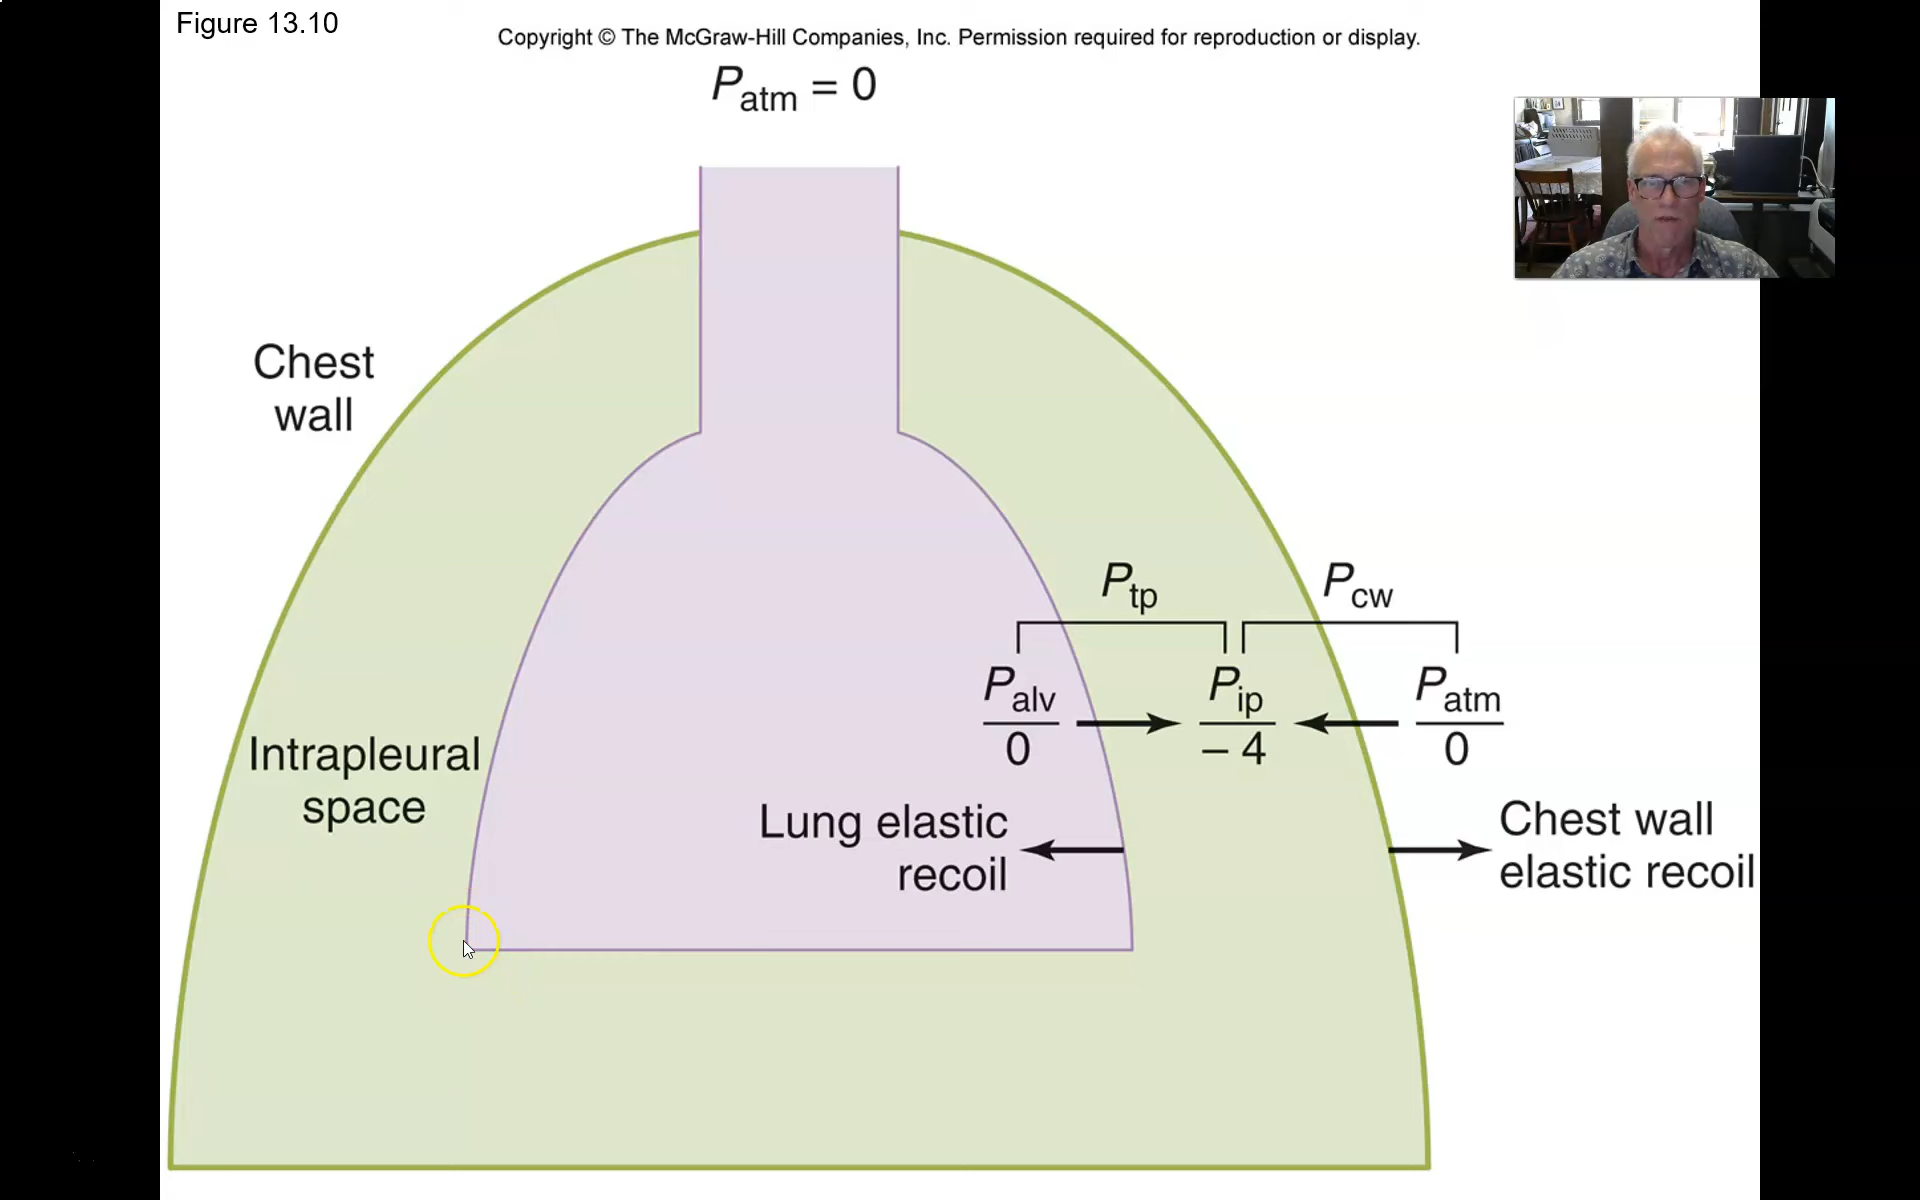 Figure 13.10
Copyright © The McGraw-Hill Companies, Inc. Permission required for reproduction or display.
Patm = 0
Chest
wall
Ptp
Pcw
Palv
0
Pip
– 4
Patm
0
Intrapleural
space
Lung elastic
recoil
Chest wall
elastic recoil